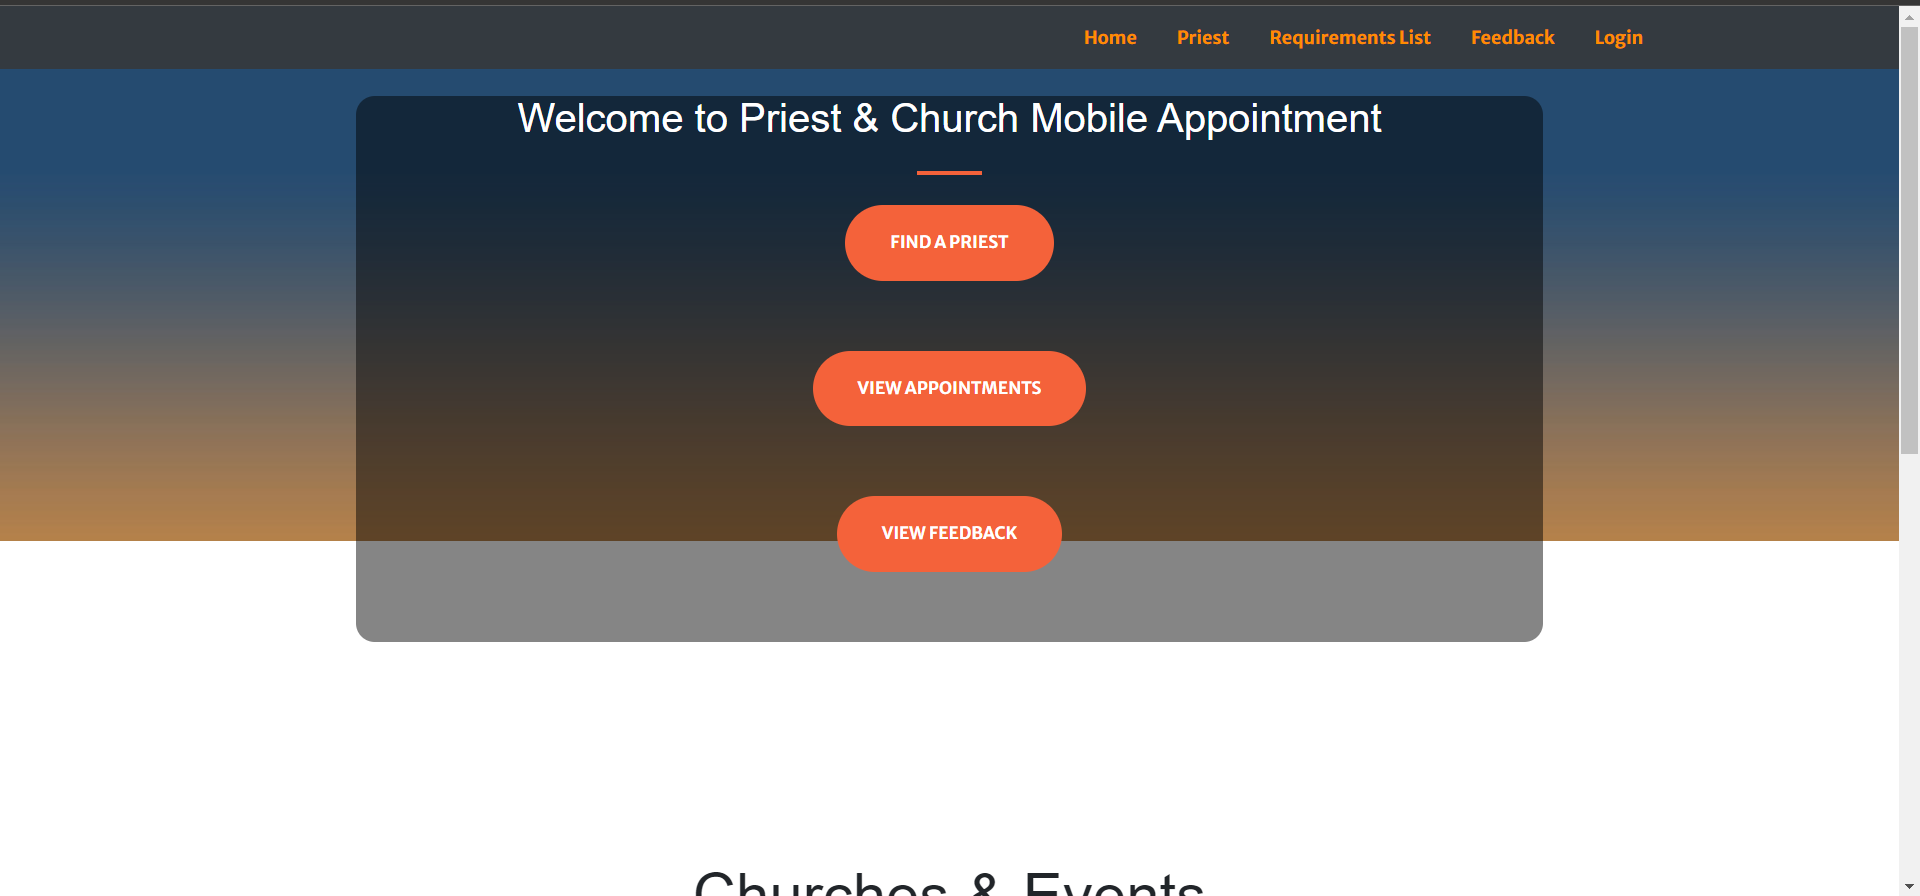 Home Priest Requirements List Feedback Login
Welcome to Priest & Church Mobile Appointment
FIND A PRIEST
VIEW APPOINTMENTS
VIEW FEEDBACK
Churches & Events